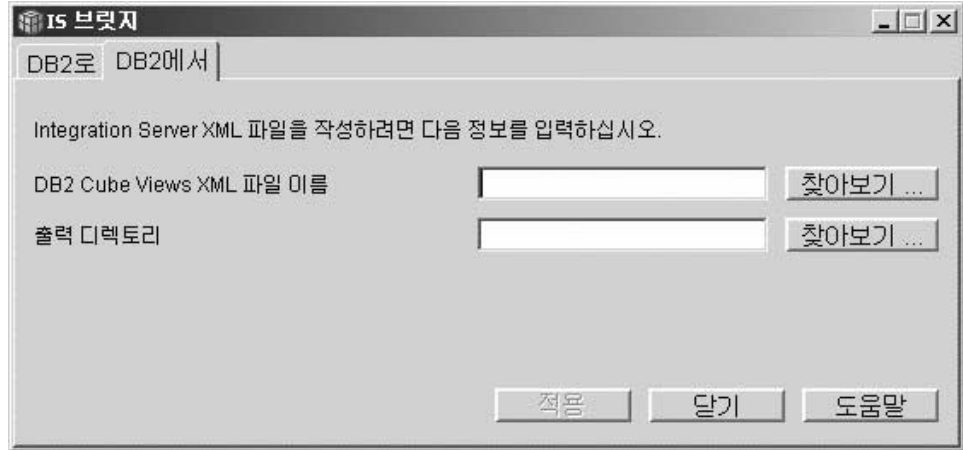 IS 브릿지
DB2로 DB2에서
Integration Server XML 파일을 작성하려면 다음 정보를 입력하십시오.
DB2 Cube Views XML 파일 이름 찾아보기 ...
출력 디렉토리 찾아보기 ...
적용 닫기 도움말